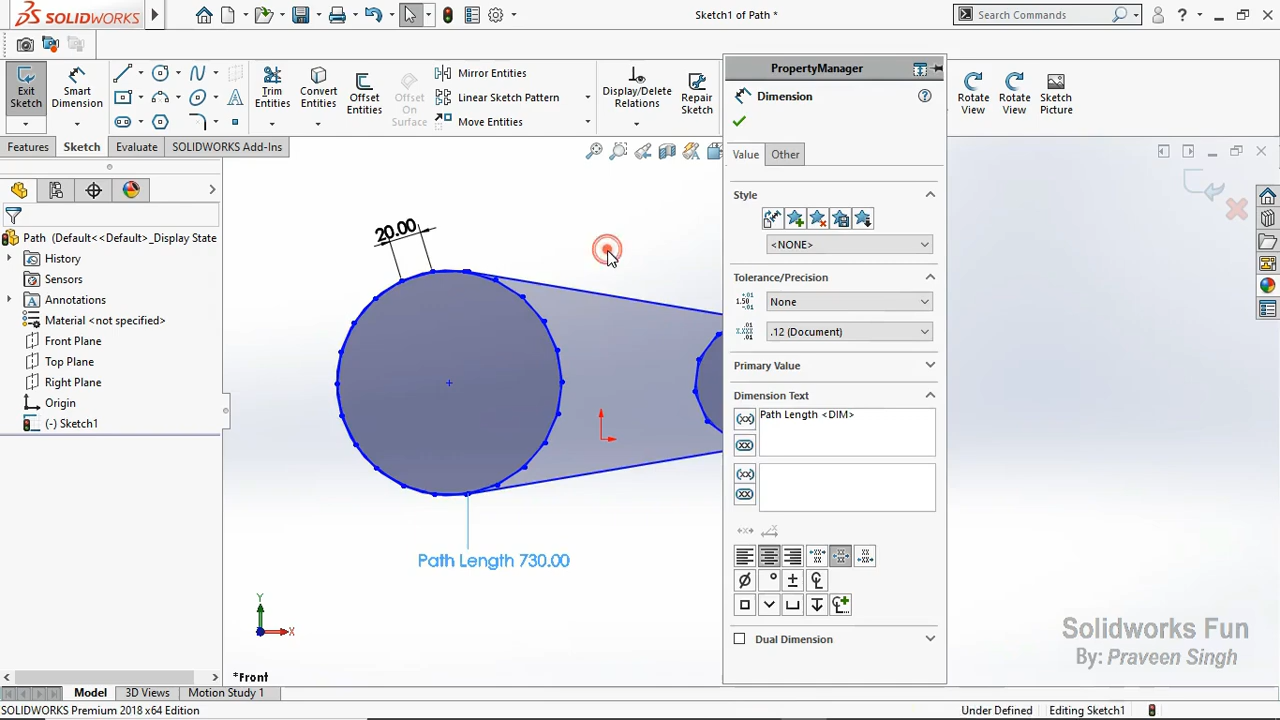 SOLIDWORKS
Sketch1 of Path *
Search Commands
?
Exit Sketch
Smart Dimension
Trim Entities
Convert Entities
Offset Entities
Offset On Surface
Mirror Entities
Linear Sketch Pattern
Move Entities
Display/Delete Relations
Repair Sketch
Rotate View
Rotate View
Sketch Picture
Features
Sketch
Evaluate
SOLIDWORKS Add-Ins
Path (Default<<Default>_Display State
History
Sensors
Annotations
Material <not specified>
Front Plane
Top Plane
Right Plane
Origin
(-) Sketch1
20.00
Path Length 730.00
Y
X
*Front
PropertyManager
Dimension
?
Value
Other
Style
<NONE>
Tolerance/Precision
None
.12 (Document)
Primary Value
Dimension Text
Path Length <DIM>
Dual Dimension
Solidworks Fun
By: Praveen Singh
Model
3D Views
Motion Study 1
SOLIDWORKS Premium 2018 x64 Edition
Under Defined
Editing Sketch1